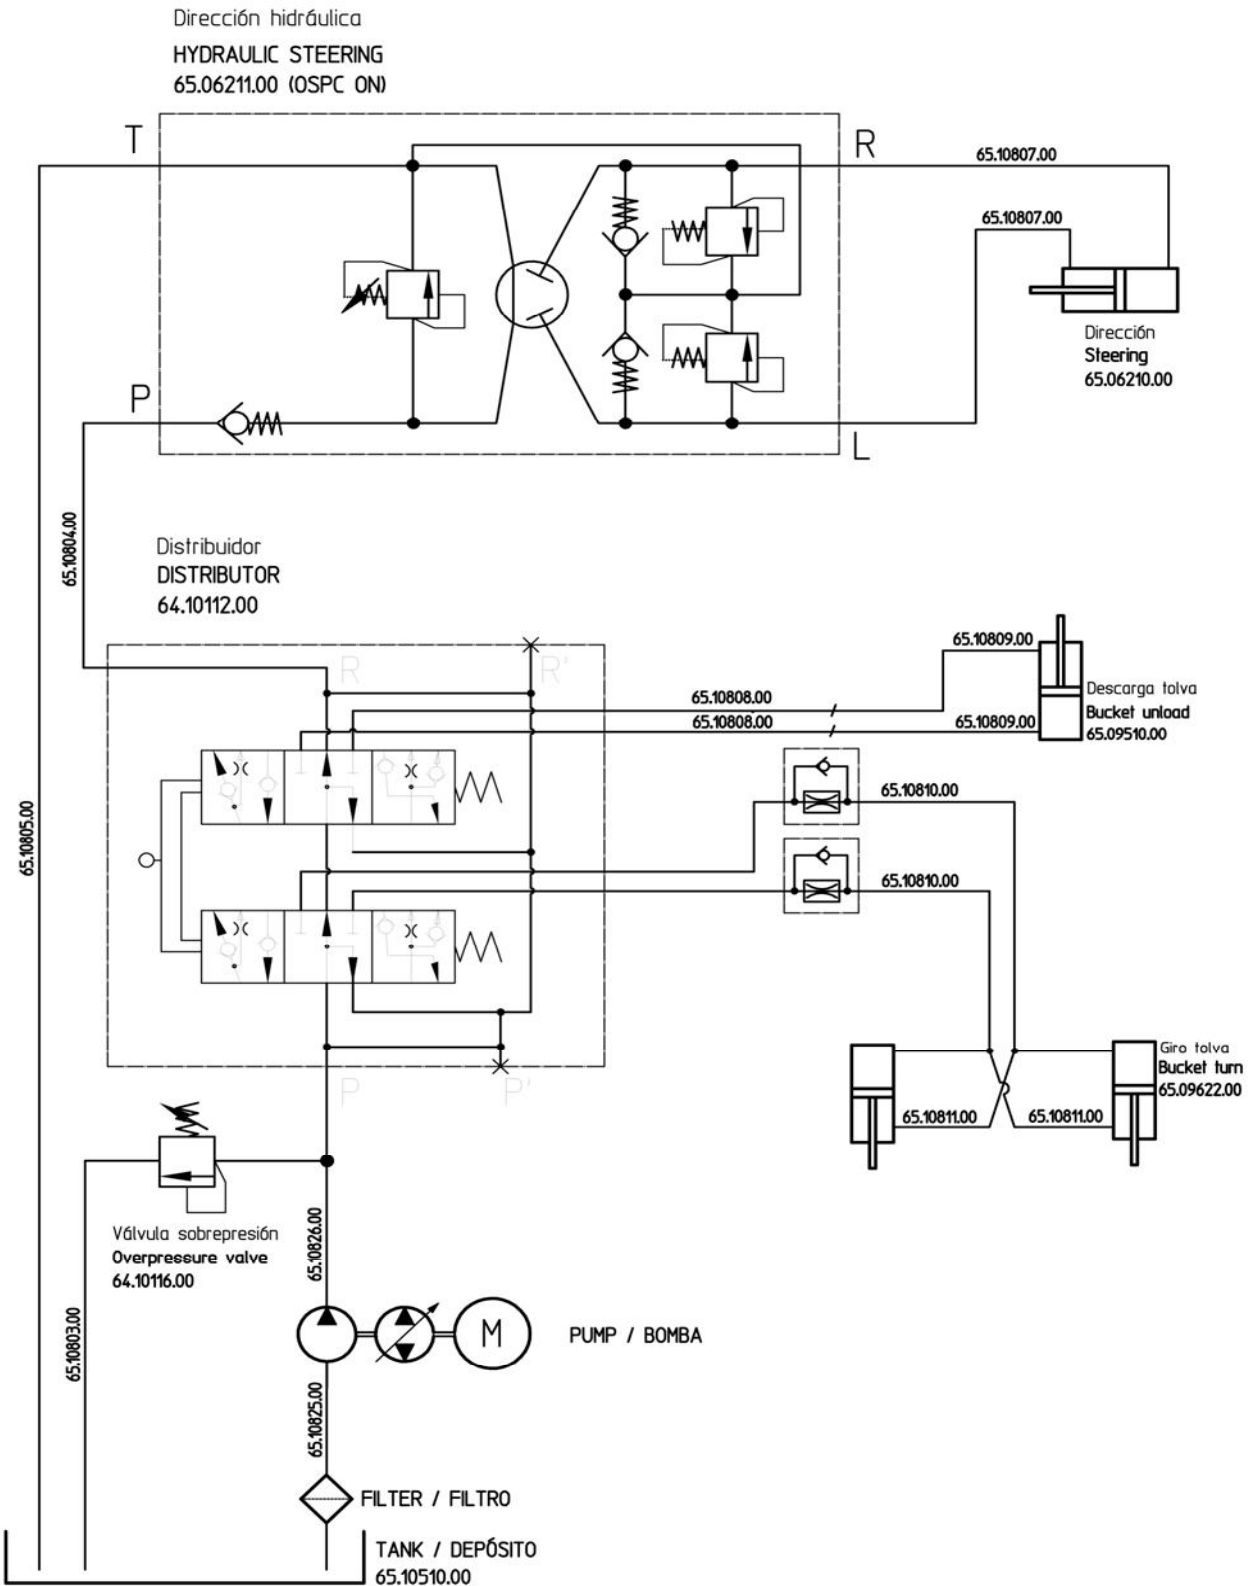 Dirección hidráulica
HYDRAULIC STEERING
65.06211.00 (OSPC ON)
T
R
65.10807.00
65.10807.00
Dirección
Steering
65.06210.00
P
L
65.10804.00
Distribuidor
DISTRIBUTOR
64.10112.00
R
R'
65.10809.00
65.10808.00
65.10808.00
65.10809.00
Descarga tolva
Bucket unload
65.09510.00
65.10810.00
65.10805.00
65.10810.00
Giro tolva
Bucket turn
65.09622.00
65.10811.00
65.10811.00
P
P'
Válvula sobrepresión
Overpressure valve
64.10116.00
65.10826.00
65.10803.00
M
PUMP / BOMBA
65.10825.00
FILTER / FILTRO
TANK / DEPÓSITO
65.10510.00